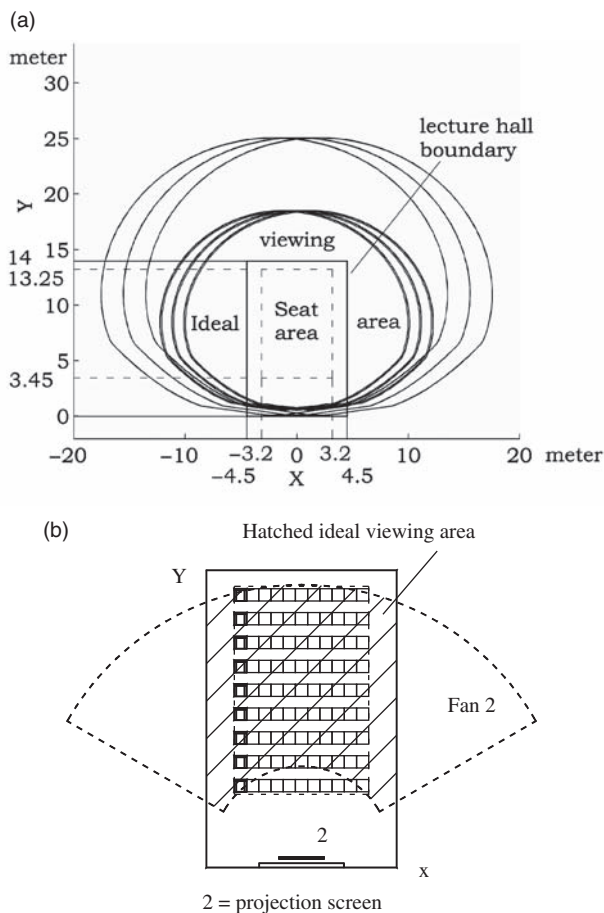 (a)
meter
30
25
20
15
14
13.25
10
5
3.45
0
Y
lecture hall
boundary
viewing
Ideal
Seat
area
area
−20
−10
−3.2
0
3.2
10
20
meter
−4.5
X
4.5
(b)
Hatched ideal viewing area
Y
Fan 2
2
x
2 = projection screen